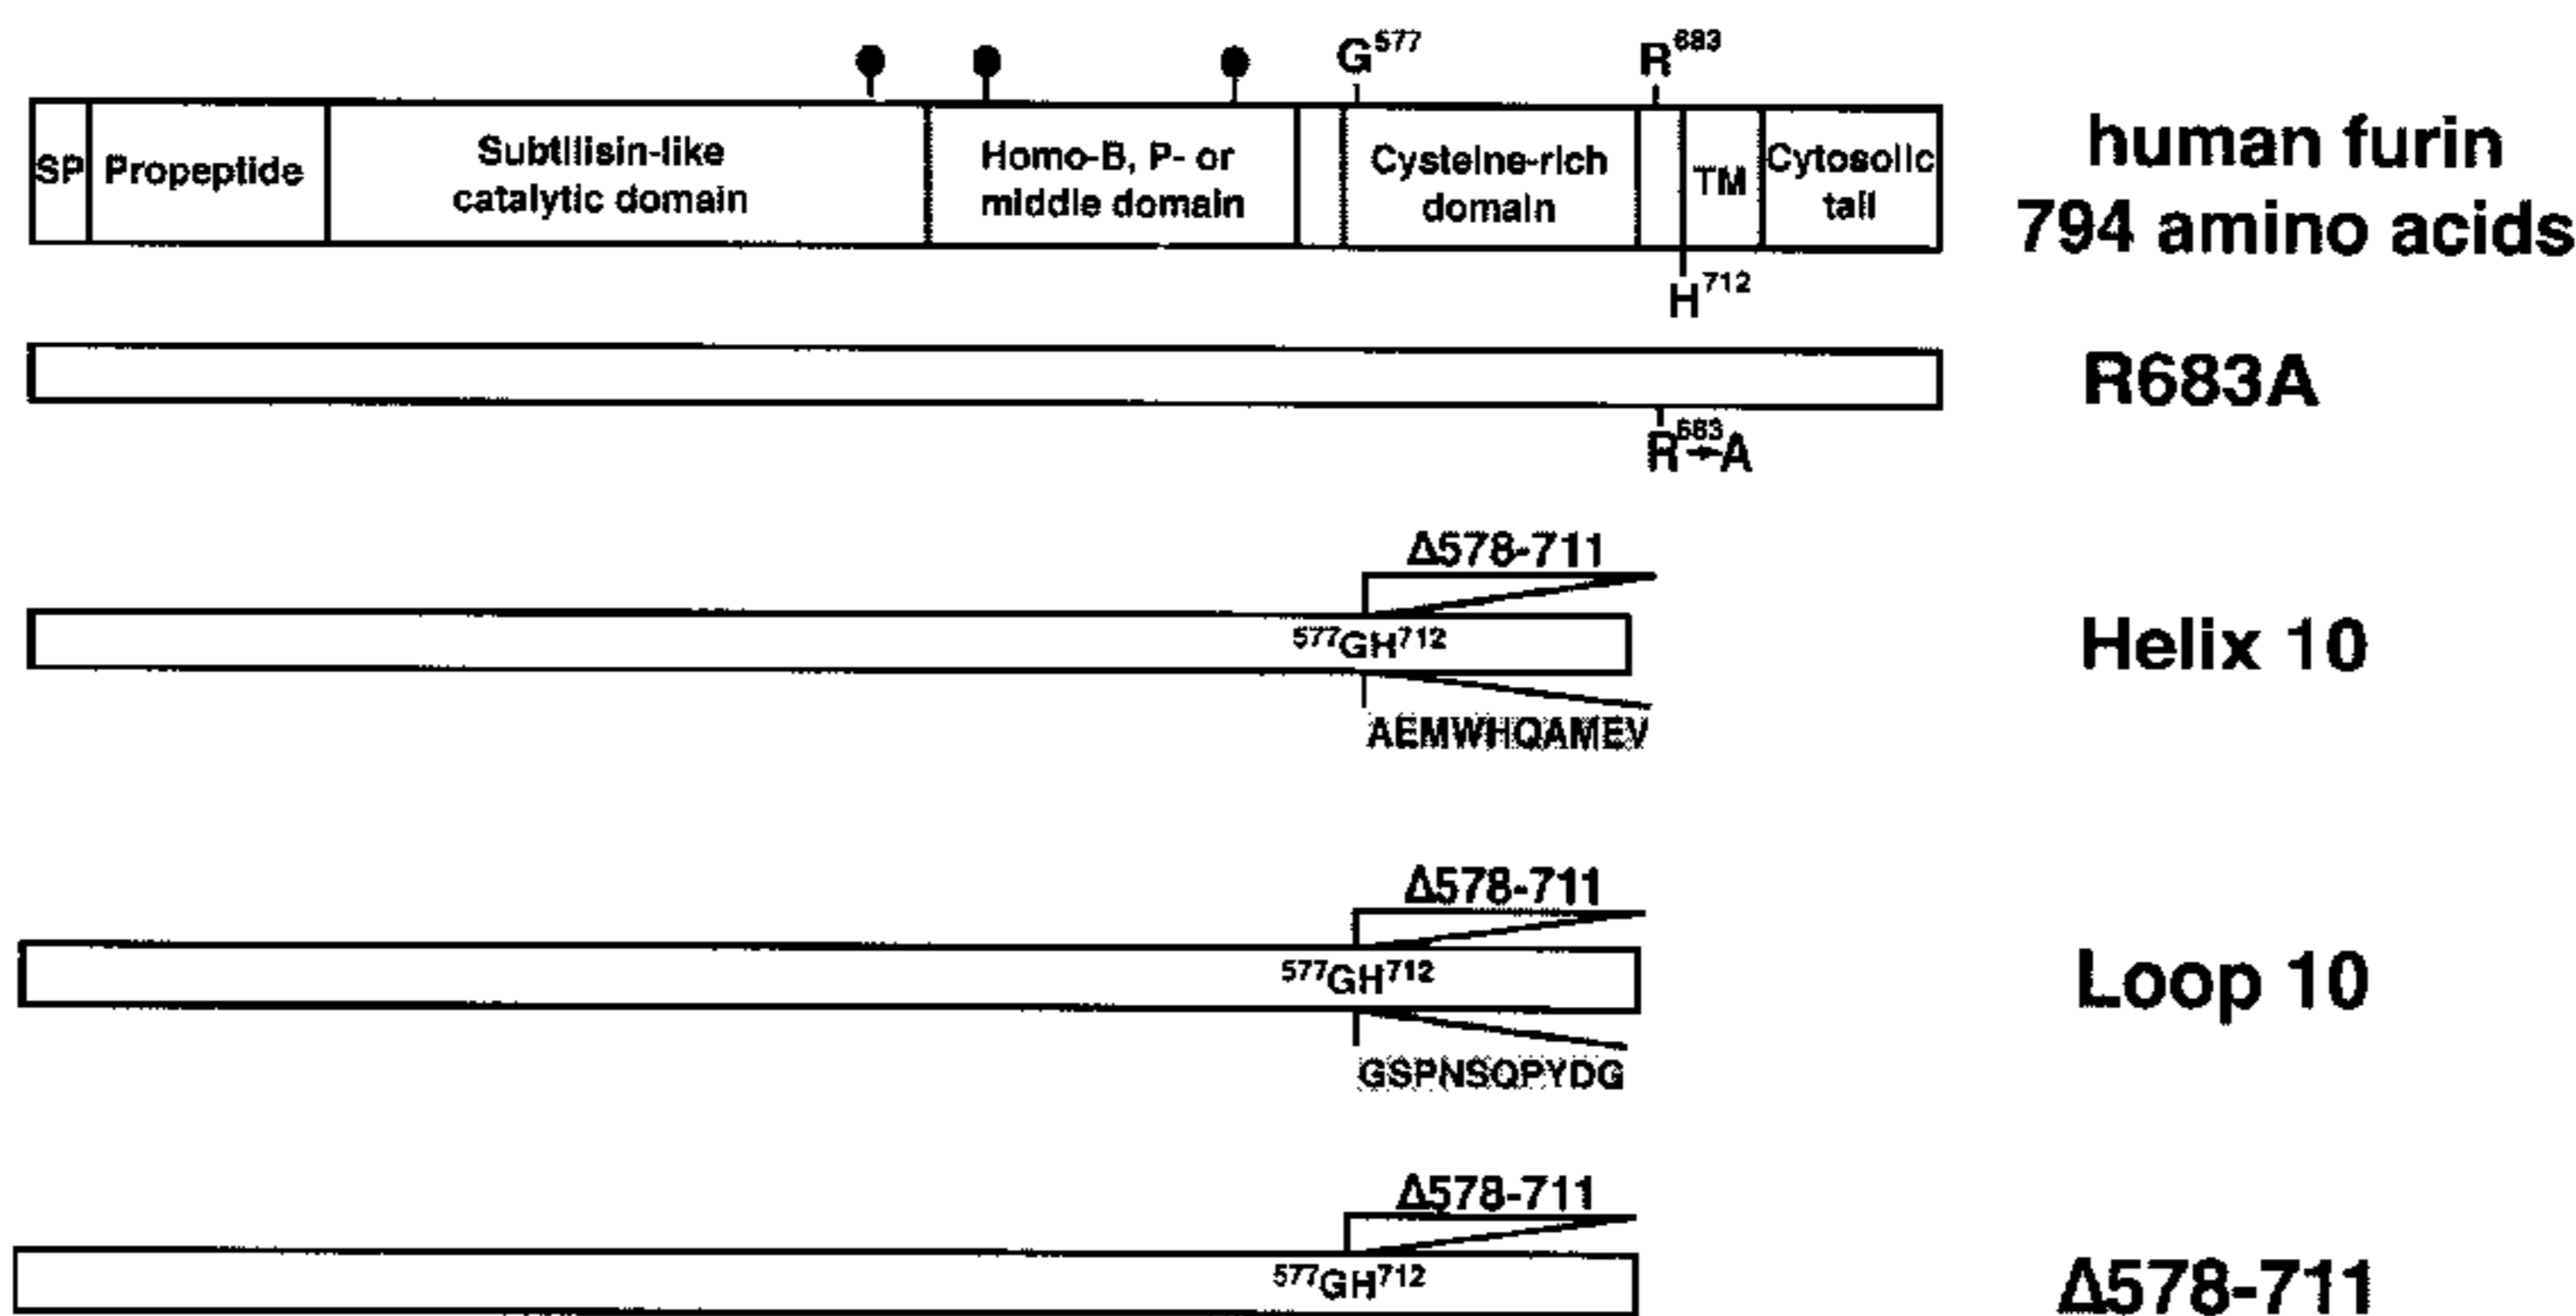 G577
R683
SP
Propeptide
Subtilisin-like
catalytic domain
Homo-B, P- or
middle domain
Cysteine-rich
domain
TM
Cytosolic
tail
human furin
794 amino acids
H712
R683A
R683→A
Δ578-711
577GH712
Helix 10
AEMWHQAMEV
Δ578-711
577GH712
Loop 10
GSPNSQPYDG
Δ578-711
577GH712
Δ578-711